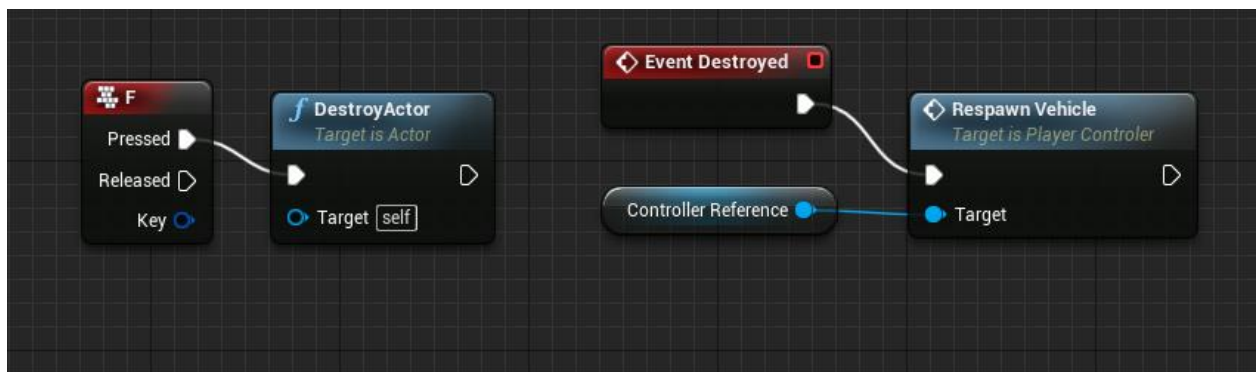 F
Pressed
Released
Key
f DestroyActor
Target is Actor
Target self
Event Destroyed
Controller Reference
Respawn Vehicle
Target is Player Controler
Target